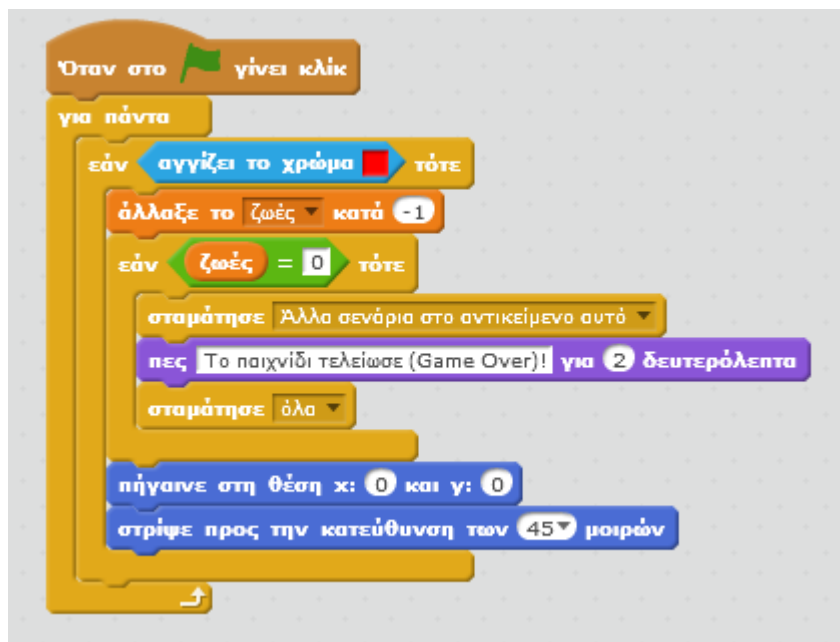 Όταν στο γίνει κλίκ
για πάντα
εάν αγγίζει το χρώμα τότε
άλλαξε το ζωές κατά -1
εάν ζωές = 0 τότε
σταμάτησε Άλλα σενάρια στο αντικείμενο αυτό
πες Το παιχνίδι τελείωσε (Game Over)! για 2 δευτερόλεπτα
σταμάτησε όλα
πήγαινε στη θέση x: 0 και y: 0
στρίψε προς την κατεύθυνση των 45 μοιρών